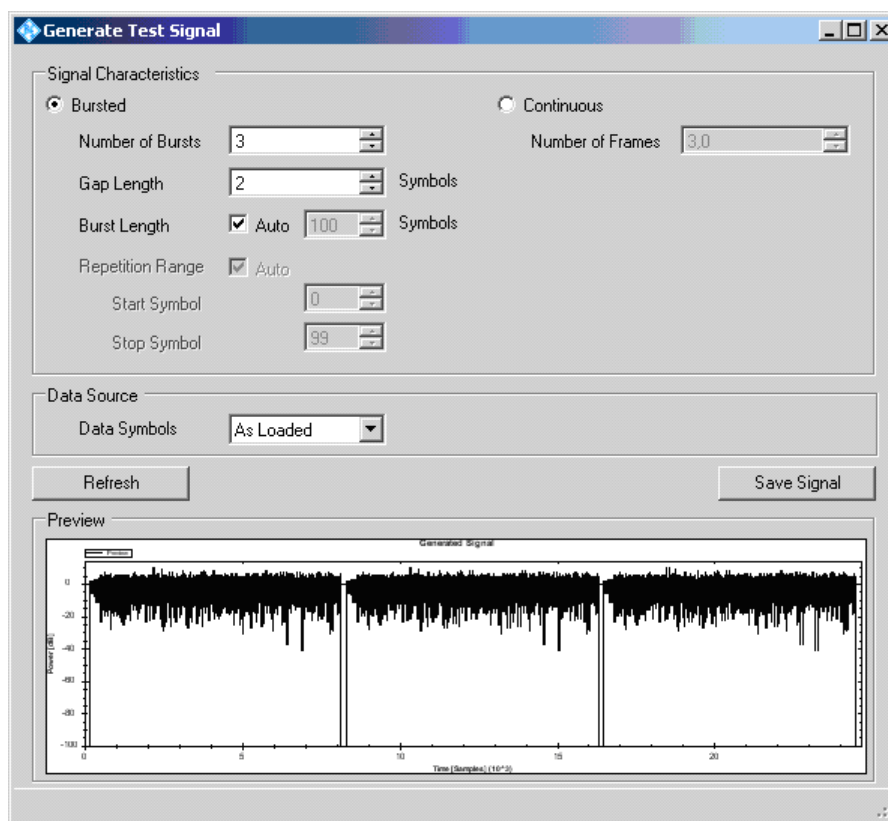 Generate Test Signal
Signal Characteristics
Bursted
Continuous
Number of Bursts 3
Number of Frames 3,0
Gap Length 2 Symbols
Burst Length Auto 100 Symbols
Repetition Range Auto
Start Symbol 0
Stop Symbol 99
Data Source
Data Symbols As Loaded
Refresh
Save Signal
Preview
Generated Signal
Preview
0
-20
-40
-60
-80
-100
Power [dB]
0 5 10 15 20
Time [Samples] (10^3)